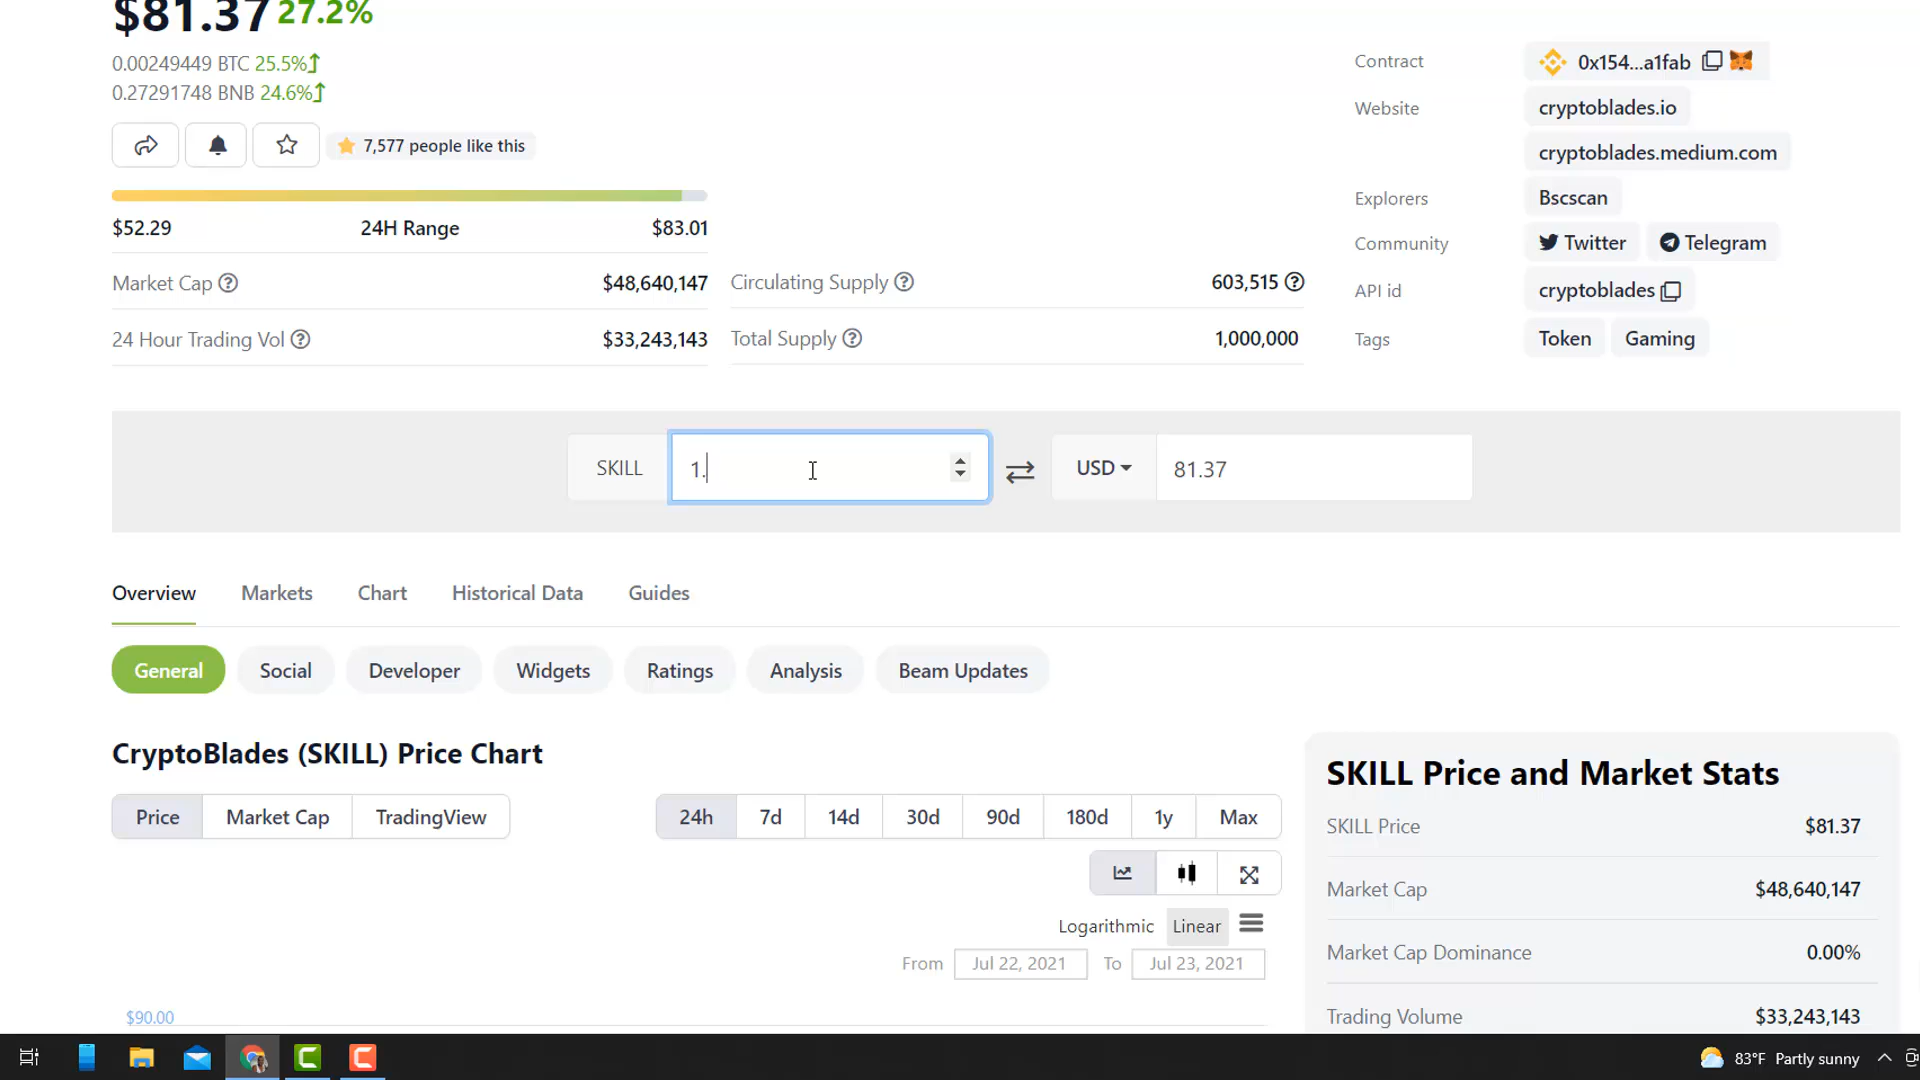 $81.37 27.2%
0.00249449 BTC 25.5%
0.27291748 BNB 24.6%
7,577 people like this
$52.29 24H Range $83.01
Market Cap $48,640,147
24 Hour Trading Vol $33,243,143
Circulating Supply 603,515
Total Supply 1,000,000
Contract 0x154...a1fab
Website cryptoblades.io
cryptoblades.medium.com
Explorers Bscscan
Community Twitter Telegram
API id cryptoblades
Tags Token Gaming
SKILL 1. USD 81.37
Overview Markets Chart Historical Data Guides
General Social Developer Widgets Ratings Analysis Beam Updates
CryptoBlades (SKILL) Price Chart
Price Market Cap TradingView 24h 7d 14d 30d 90d 180d 1y Max
Logarithmic Linear
From Jul 22, 2021 To Jul 23, 2021
$90.00
SKILL Price and Market Stats
SKILL Price $81.37
Market Cap $48,640,147
Market Cap Dominance 0.00%
Trading Volume $33,243,143
83°F Partly sunny